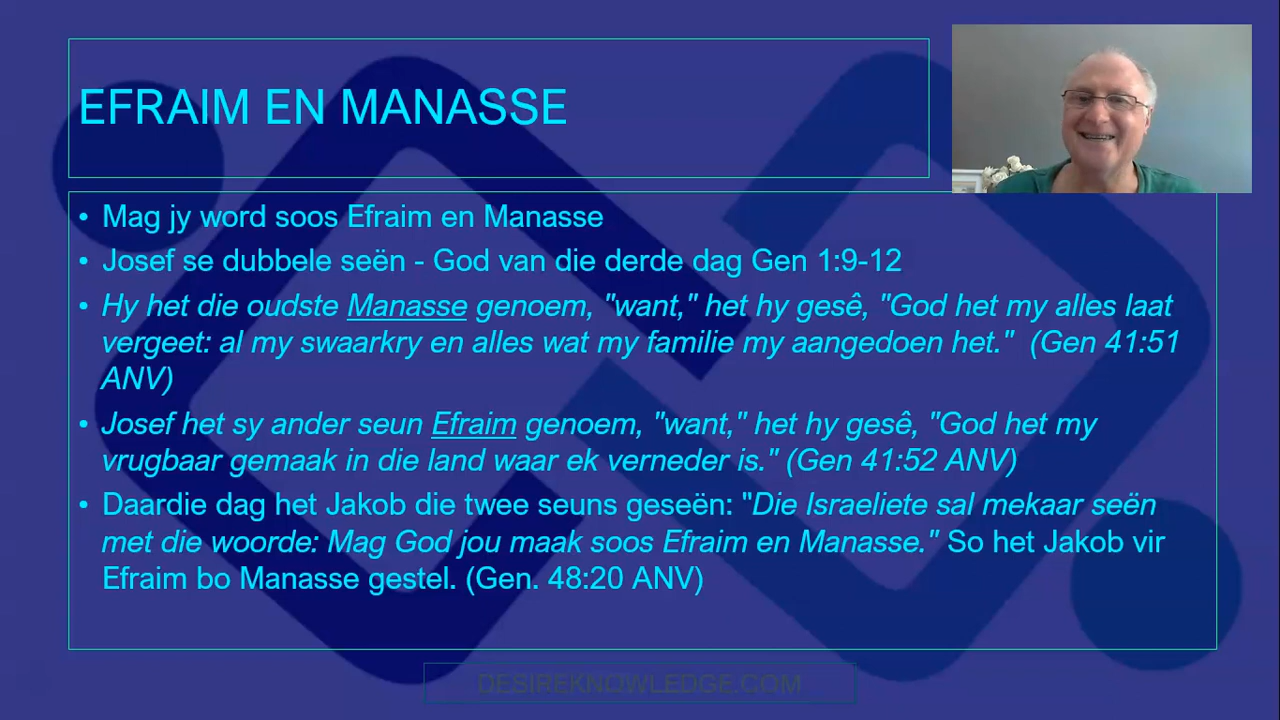 EFRAIM EN MANASSE
• Mag jy word soos Efraim en Manasse
• Josef se dubbele seën - God van die derde dag Gen 1:9-12
• Hy het die oudste Manasse genoem, "want," het hy gesê, "God het my alles laat
vergeet: al my swaarkry en alles wat my familie my aangedoen het." (Gen 41:51
ANV)
• Josef het sy ander seun Efraim genoem, "want," het hy gesê, "God het my
vrugbaar gemaak in die land waar ek verneder is." (Gen 41:52 ANV)
• Daardie dag het Jakob die twee seuns geseën: "Die Israeliete sal mekaar seën
met die woorde: Mag God jou maak soos Efraim en Manasse." So het Jakob vir
Efraim bo Manasse gestel. (Gen. 48:20 ANV)
DESIREKNOWLEDGE.COM